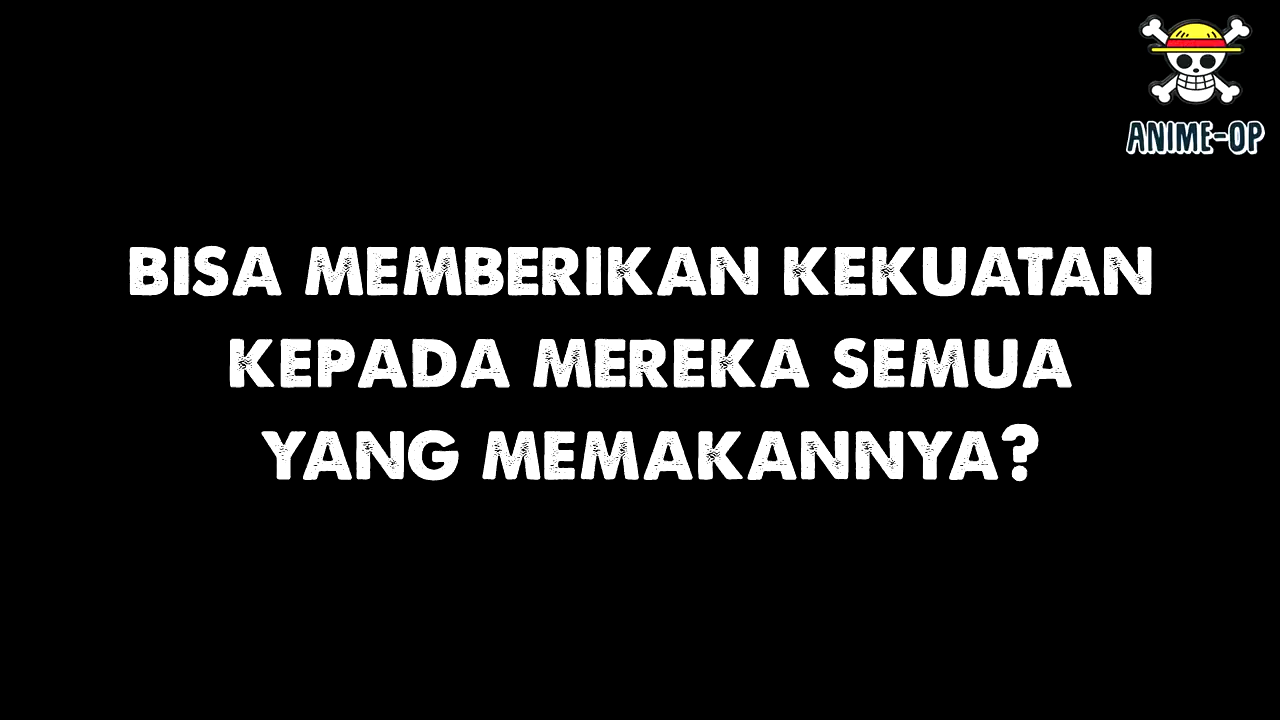 ANIME-OP
BISA MEMBERIKAN KEKUATAN
KEPADA MEREKA SEMUA
YANG MEMAKANNYA?